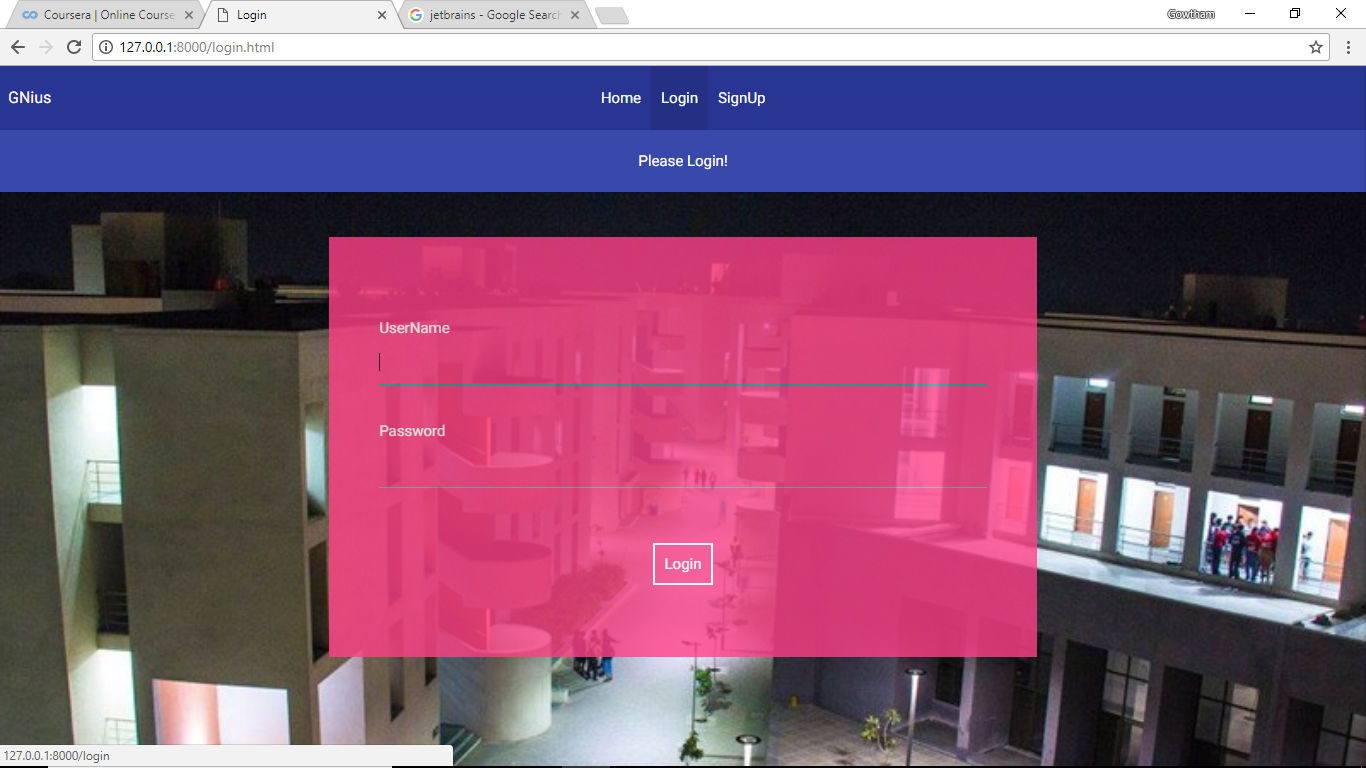 Coursera | Online Course
Login
jetbrains - Google Search
Gowtham
127.0.0.1:8000/login.html
GNius
Home
Login
SignUp
Please Login!
UserName
Password
Login
127.0.0.1:8000/login